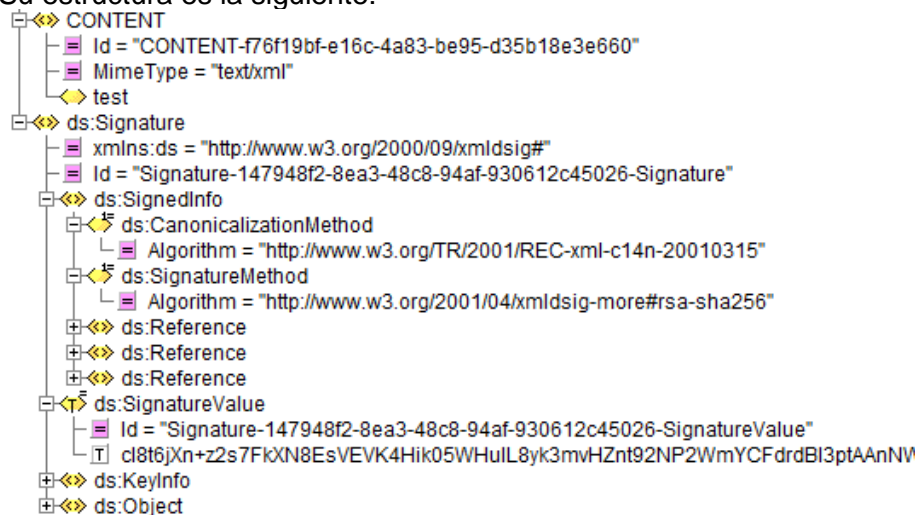 Su estructura es la siguiente:
CONTENT
Id = "CONTENT-f76f19bf-e16c-4a83-be95-d35b18e3e660"
MimeType = "text/xml"
test
ds:Signature
xmlns:ds = "http://www.w3.org/2000/09/xmldsig#"
Id = "Signature-147948f2-8ea3-48c8-94af-930612c45026-Signature"
ds:SignedInfo
ds:CanonicalizationMethod
Algorithm = "http://www.w3.org/TR/2001/REC-xml-c14n-20010315"
ds:SignatureMethod
Algorithm = "http://www.w3.org/2001/04/xmldsig-more#rsa-sha256"
ds:Reference
ds:Reference
ds:Reference
ds:SignatureValue
Id = "Signature-147948f2-8ea3-48c8-94af-930612c45026-SignatureValue"
cl8t6jXn+z2s7FkXN8EsVEVK4Hik05WHuIL8yk3mvHZnt92NP2WmYCFdrdBl3ptAAnNW
ds:KeyInfo
ds:Object